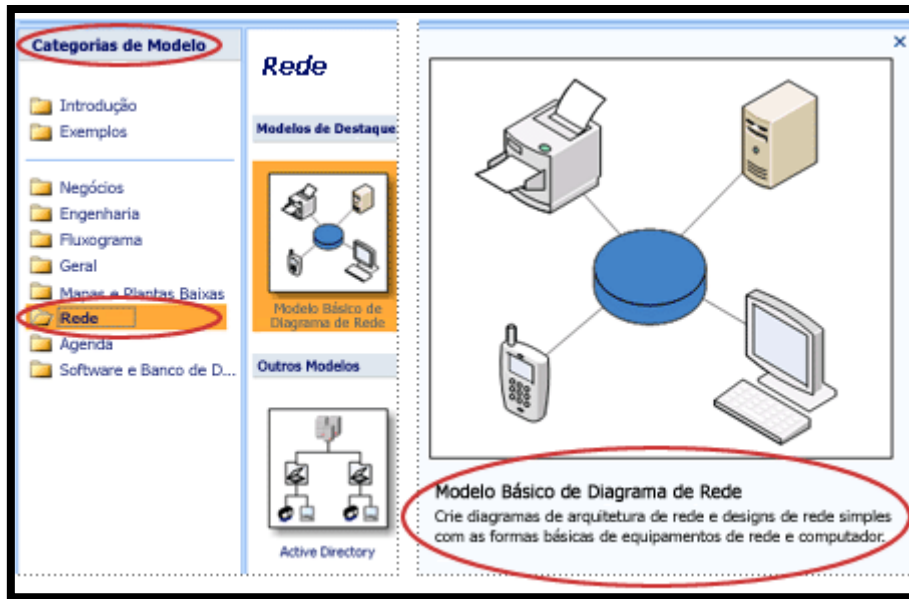 Categorias de Modelo
Introdução
Exemplos
Negócios
Engenharia
Fluxograma
Geral
Mapas e Plantas Baixas
Rede
Agenda
Software e Banco de D...
Rede
Modelos de Destaque
Modelo Básico de
Diagrama de Rede
Outros Modelos
Active Directory
Modelo Básico de Diagrama de Rede
Crie diagramas de arquitetura de rede e designs de rede simples
com as formas básicas de equipamentos de rede e computador.